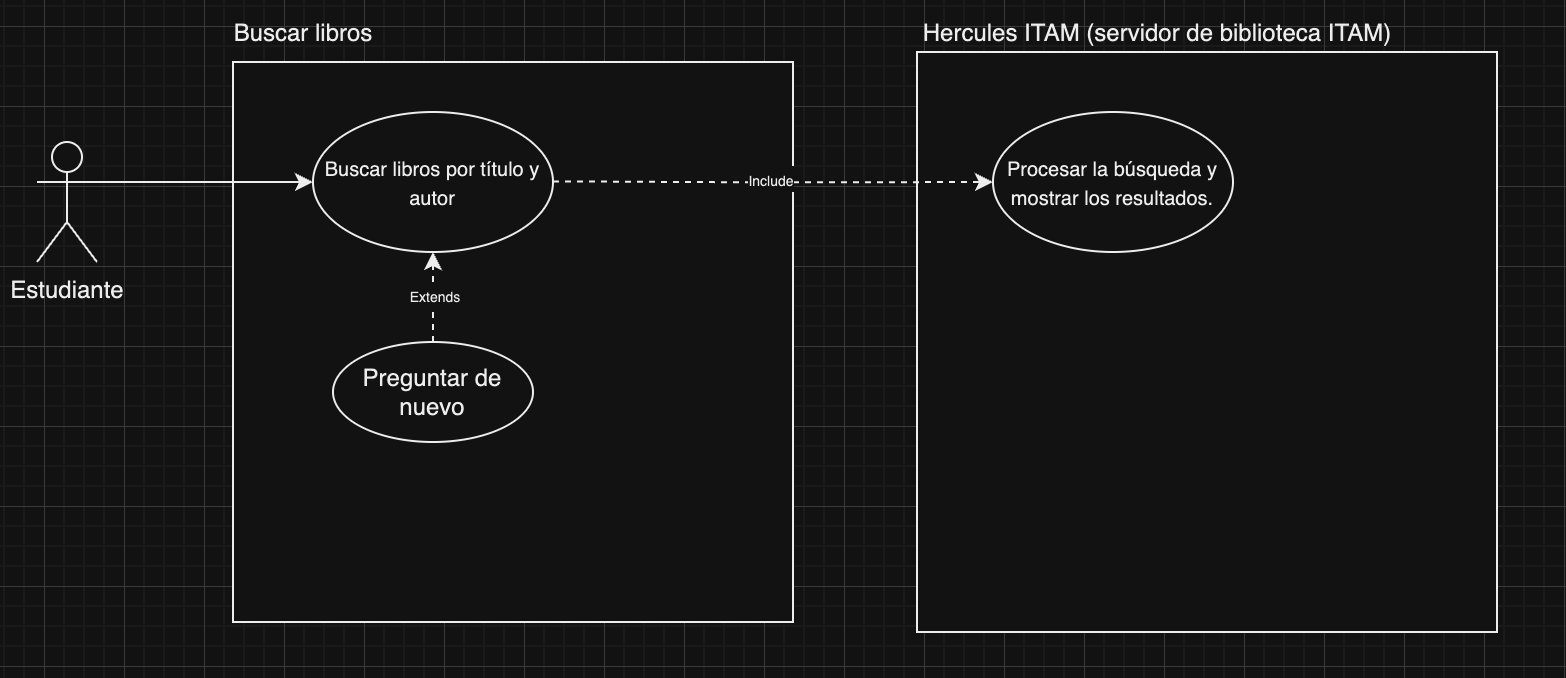 Buscar libros
Hercules ITAM (servidor de biblioteca ITAM)
Estudiante
Buscar libros por título y
autor
Include
Procesar la búsqueda y
mostrar los resultados.
Extends
Preguntar de
nuevo